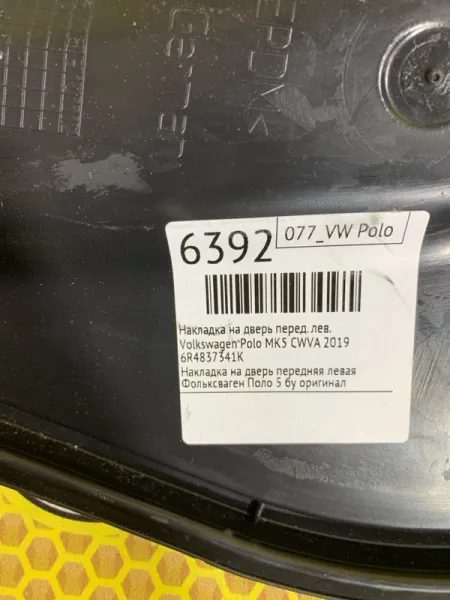 6392
077_VW Polo
Накладка на дверь перед. лев.
Volkswagen Polo MK5 CWVA 2019
6R4837341K
Накладка на дверь передняя левая
Фольксваген Поло 5 бу оригинал